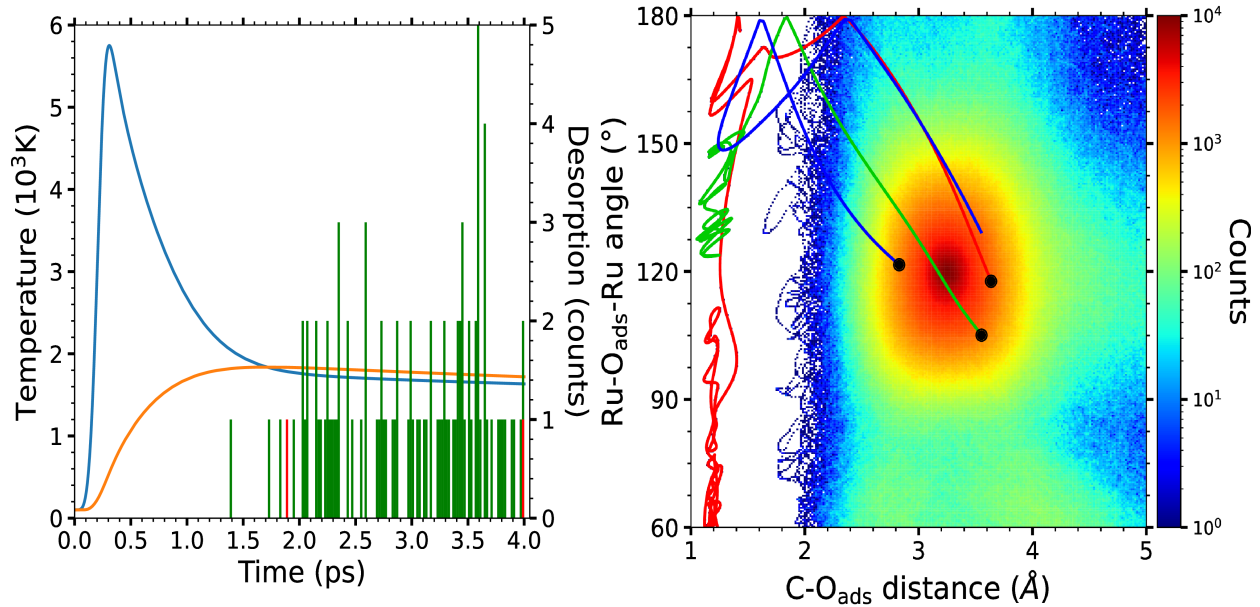 6
5
4
3
2
1
0
Temperature (10³K)
0.0 0.5 1.0 1.5 2.0 2.5 3.0 3.5 4.0
Time (ps)
5
4
3
2
1
0
Desorption (counts)
180
150
120
90
60
Ru-Oads-Ru angle (°)
1 2 3 4 5
C-Oads distance (Å)
10⁴
10³
10²
10¹
10⁰
Counts